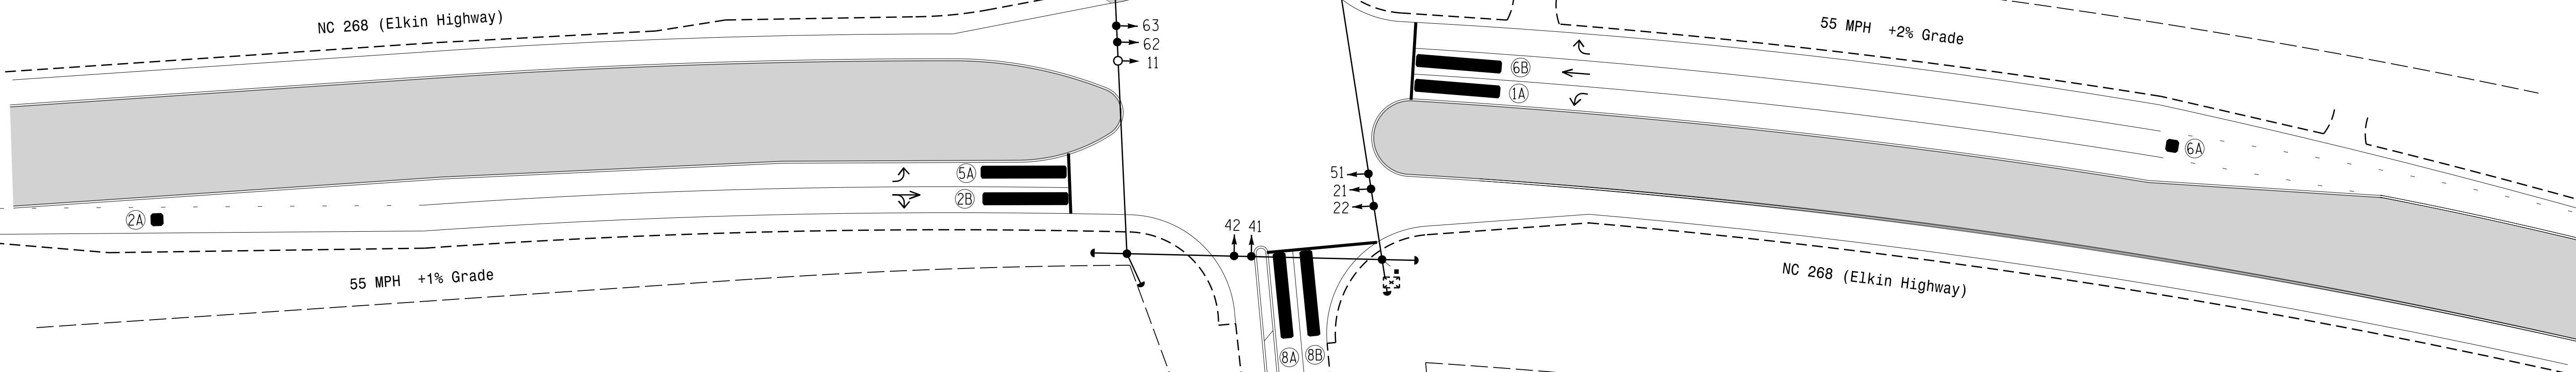 NC 268 (Elkin Highway)
63
62
11
55 MPH +2% Grade
6B
1A
6A
5A
2B
2A
51
21
22
42 41
55 MPH +1% Grade
NC 268 (Elkin Highway)
8A 8B